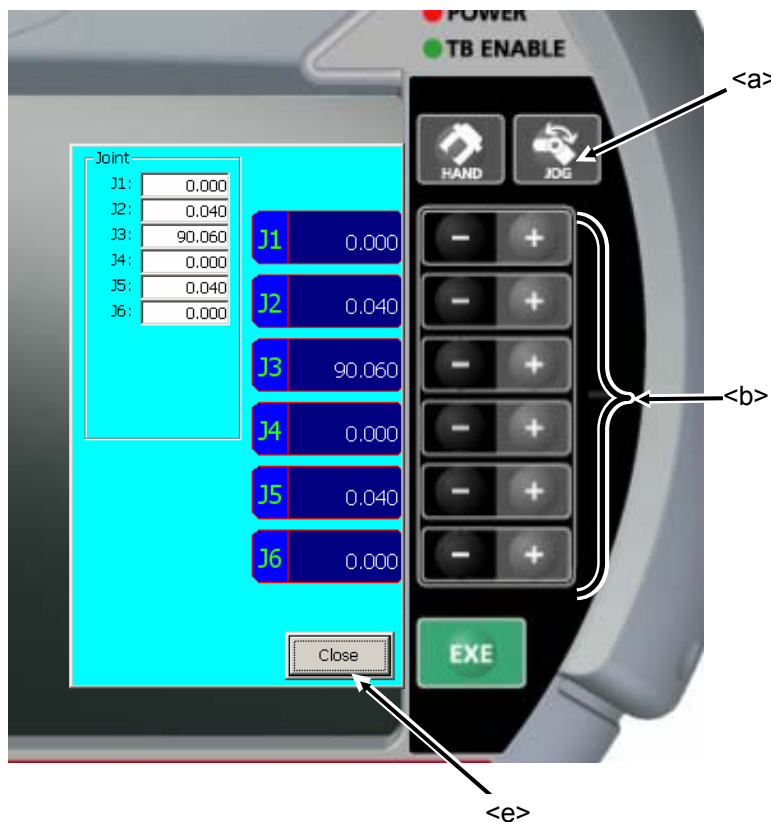 POWER
TB ENABLE
<a>
HAND
JOG
Joint
J1: 0.000
J2: 0.040
J3: 90.060
J4: 0.000
J5: 0.040
J6: 0.000
J1 0.000
- +
J2 0.040
- +
J3 90.060
- +
<b>
J4 0.000
- +
J5 0.040
- +
J6 0.000
- +
Close
EXE
<e>